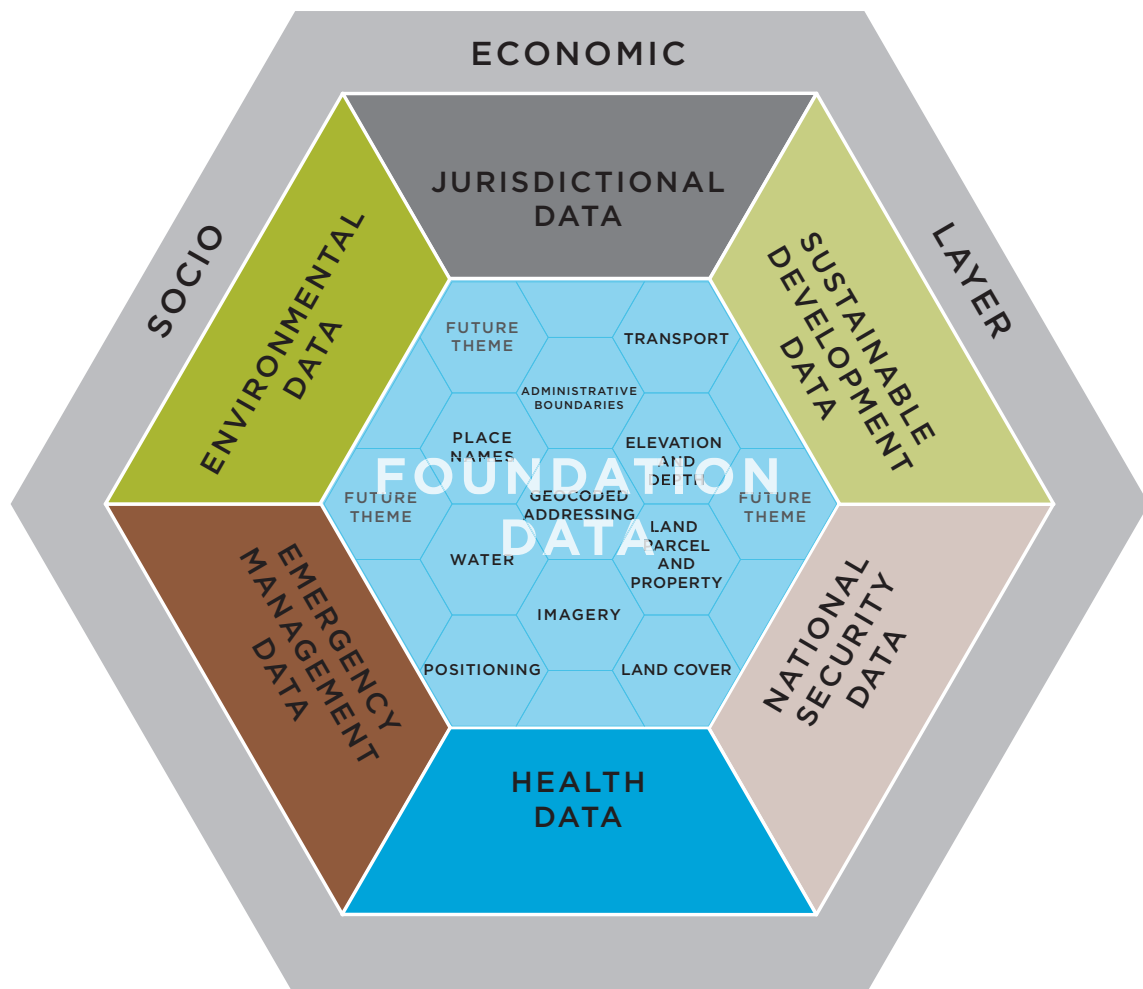 ECONOMIC
SOCIO
LAYER
JURISDICTIONAL
DATA
ENVIRONMENTAL
DATA
SUSTAINABLE
DEVELOPMENT
DATA
FUTURE
THEME
TRANSPORT
ADMINISTRATIVE
BOUNDARIES
PLACE
NAMES
ELEVATION
AND
DEPTH
FOUNDATION
DATA
FUTURE
THEME
GEOCODED
ADDRESSING
FUTURE
THEME
LAND
PARCEL
AND
PROPERTY
WATER
IMAGERY
POSITIONING
LAND COVER
EMERGENCY
MANAGEMENT
DATA
NATIONAL
SECURITY
DATA
HEALTH
DATA